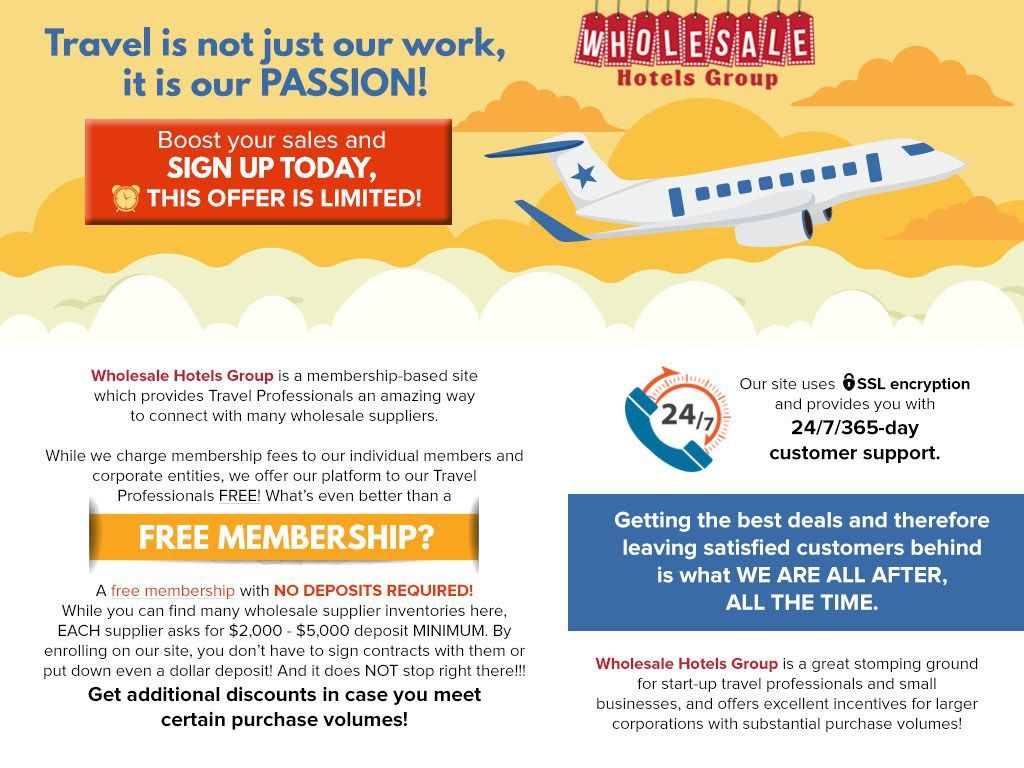 Travel is not just our work,
it is our PASSION!
WHOLESALE
Hotels Group
Boost your sales and
SIGN UP TODAY,
THIS OFFER IS LIMITED!
Wholesale Hotels Group is a membership-based site
which provides Travel Professionals an amazing way
to connect with many wholesale suppliers.
While we charge membership fees to our individual members and
corporate entities, we offer our platform to our Travel
Professionals FREE! What's even better than a
FREE MEMBERSHIP?
A free membership with NO DEPOSITS REQUIRED!
While you can find many wholesale supplier inventories here,
EACH supplier asks for $2,000 - $5,000 deposit MINIMUM. By
enrolling on our site, you don't have to sign contracts with them or
put down even a dollar deposit! And it does NOT stop right there!!!
Get additional discounts in case you meet
certain purchase volumes!
24/7
Our site uses SSL encryption
and provides you with
24/7/365-day
customer support.
Getting the best deals and therefore
leaving satisfied customers behind
is what WE ARE ALL AFTER,
ALL THE TIME.
Wholesale Hotels Group is a great stomping ground
for start-up travel professionals and small
businesses, and offers excellent incentives for larger
corporations with substantial purchase volumes!